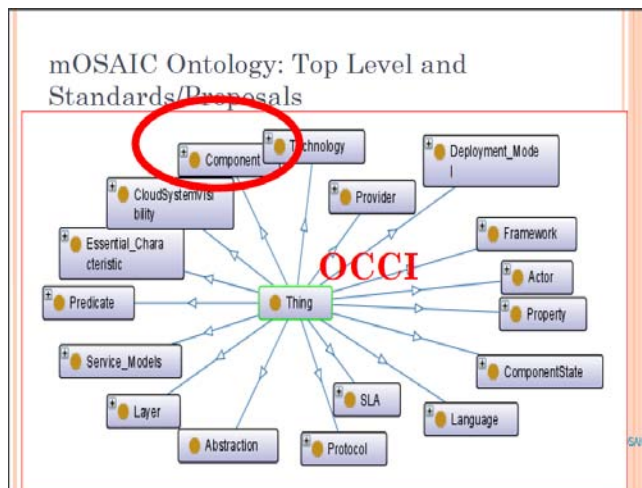 mOSAIC Ontology: Top Level and
Standards/Proposals
Component
Technology
Deployment_Mode
l
CloudSystemVisi
bility
Provider
Essential_Chara
cteristic
Framework
OCCI
Actor
Predicate
Thing
Property
Service_Models
ComponentState
SLA
Layer
Language
Abstraction
Protocol